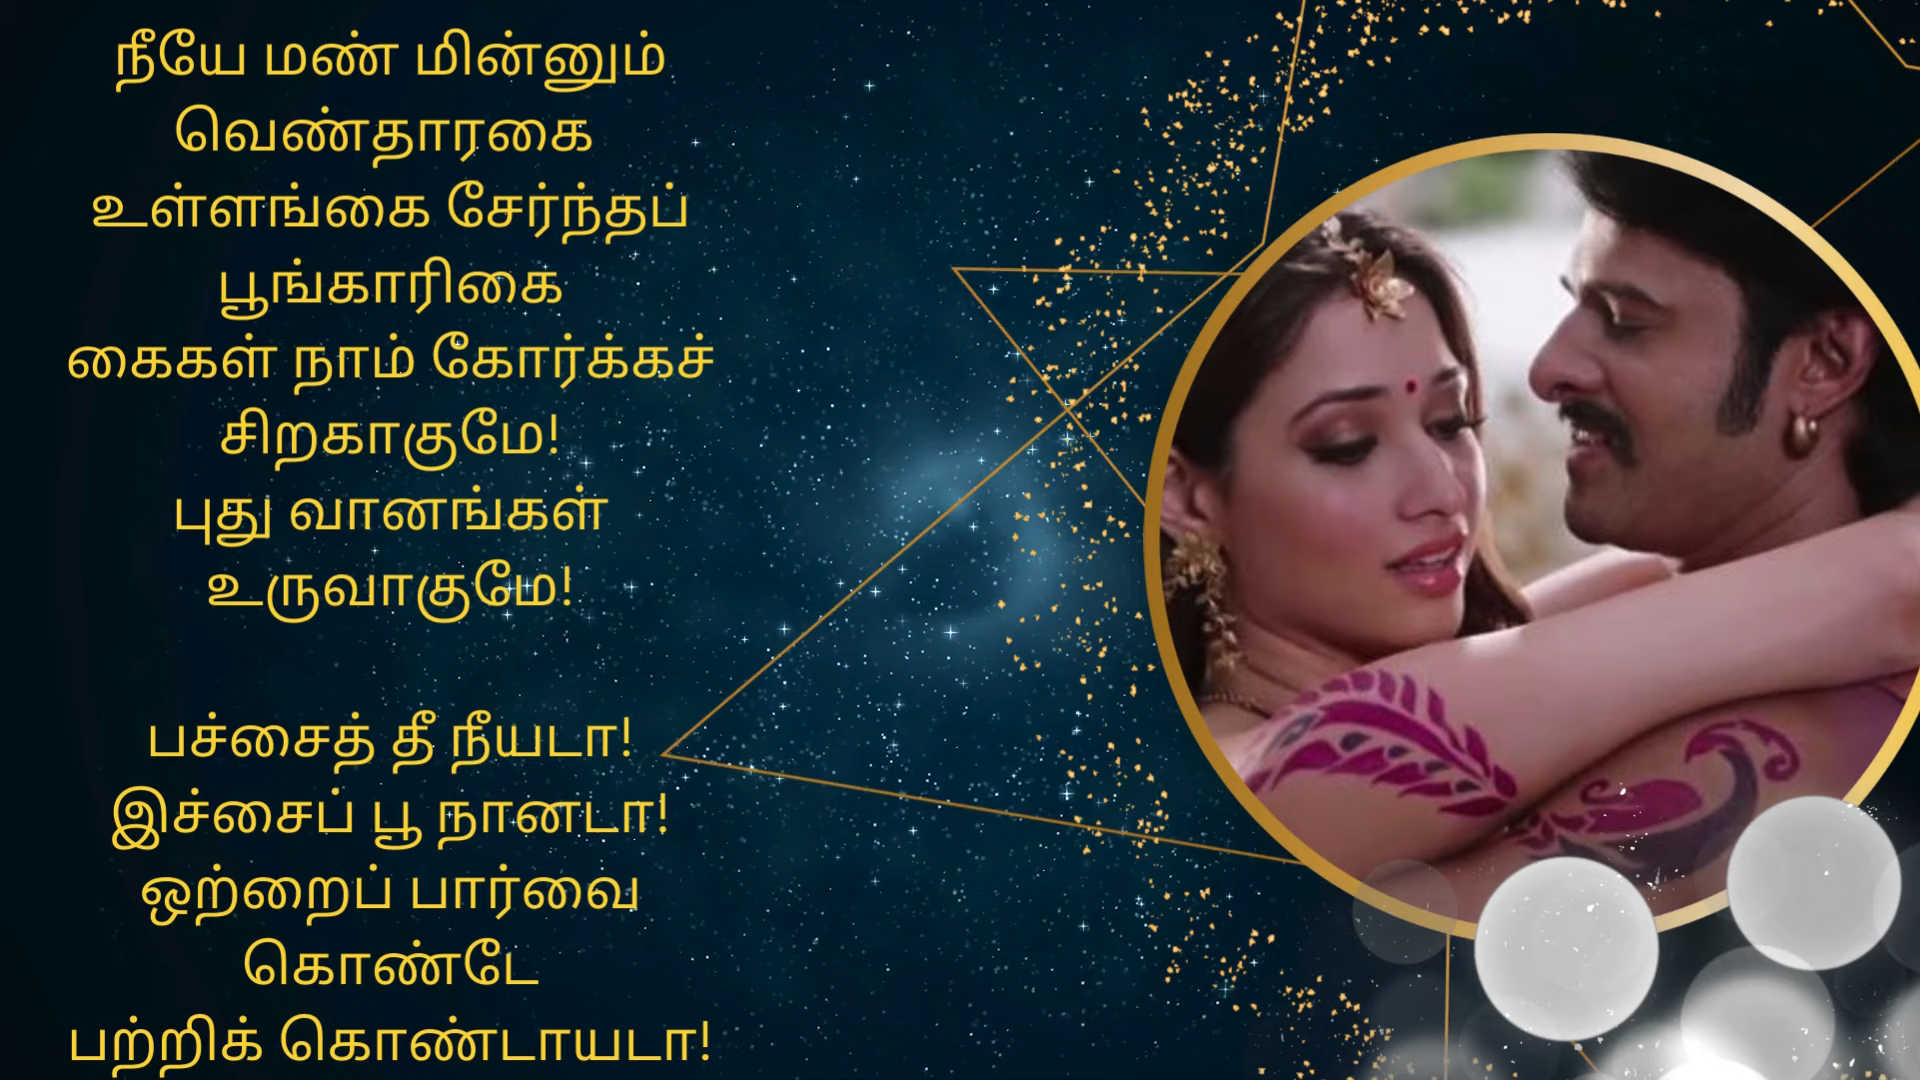 நீயே மண் மின்னும்
வெண்தாரகை
உள்ளங்கை சேர்ந்தப்
பூங்காரிகை
கைகள் நாம் கோர்க்கச்
சிறகாகுமே!
புது வானங்கள்
உருவாகுமே!
பச்சைத் தீ நீயடா!
இச்சைப் பூ நானடா!
ஒற்றைப் பார்வை
கொண்டே
பற்றிக் கொண்டாயடா!